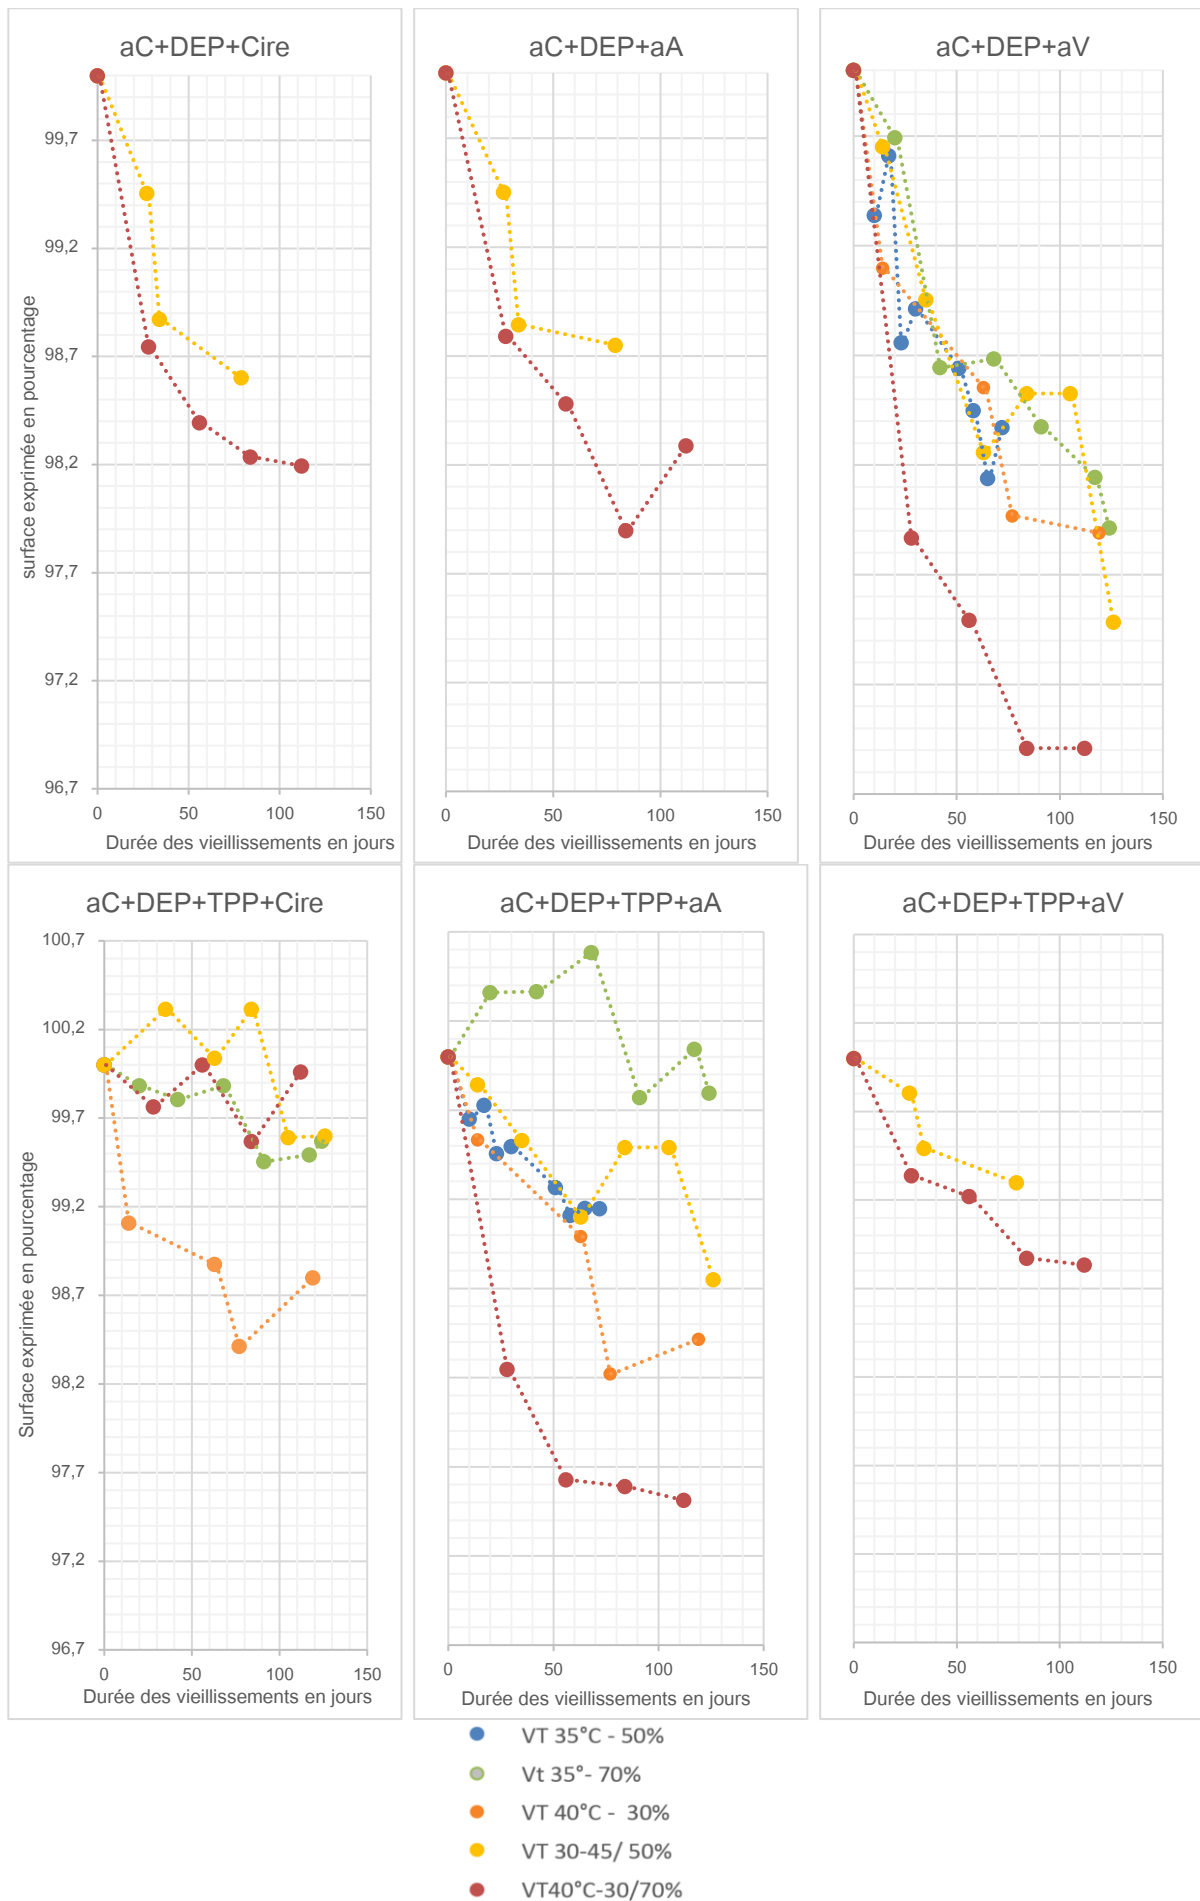 aC+DEP+Cire
aC+DEP+aA
aC+DEP+aV
surface exprimée en pourcentage
99,7
99,2
98,7
98,2
97,7
97,2
96,7
0 50 100 150
0 50 100 150
0 50 100 150
Durée des vieillissements en jours
Durée des vieillissements en jours
Durée des vieillissements en jours
aC+DEP+TPP+Cire
aC+DEP+TPP+aA
aC+DEP+TPP+aV
Surface exprimée en pourcentage
100,7
100,2
99,7
99,2
98,7
98,2
97,7
97,2
96,7
0 50 100 150
0 50 100 150
0 50 100 150
Durée des vieillissements en jours
Durée des vieillissements en jours
Durée des vieillissements en jours
VT 35°C - 50%
Vt 35°- 70%
VT 40°C - 30%
VT 30-45/ 50%
VT40°C-30/70%